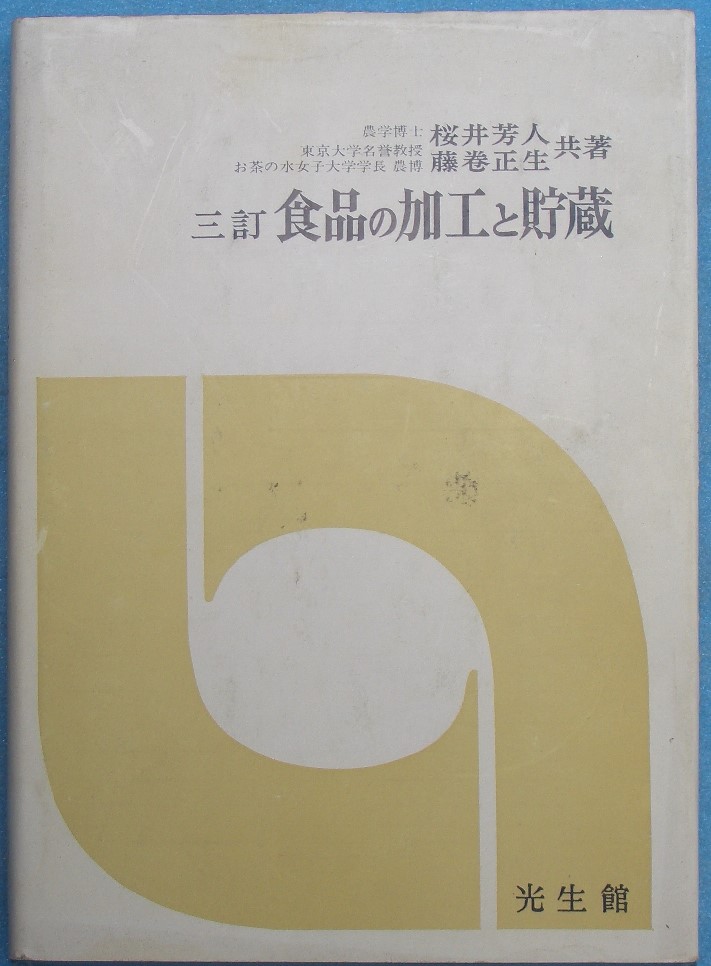 農学博士 桜井芳人 共著
東京大学名誉教授
お茶の水女子大学学長 農博 藤巻正生
三訂 食品の加工と貯蔵
光生館